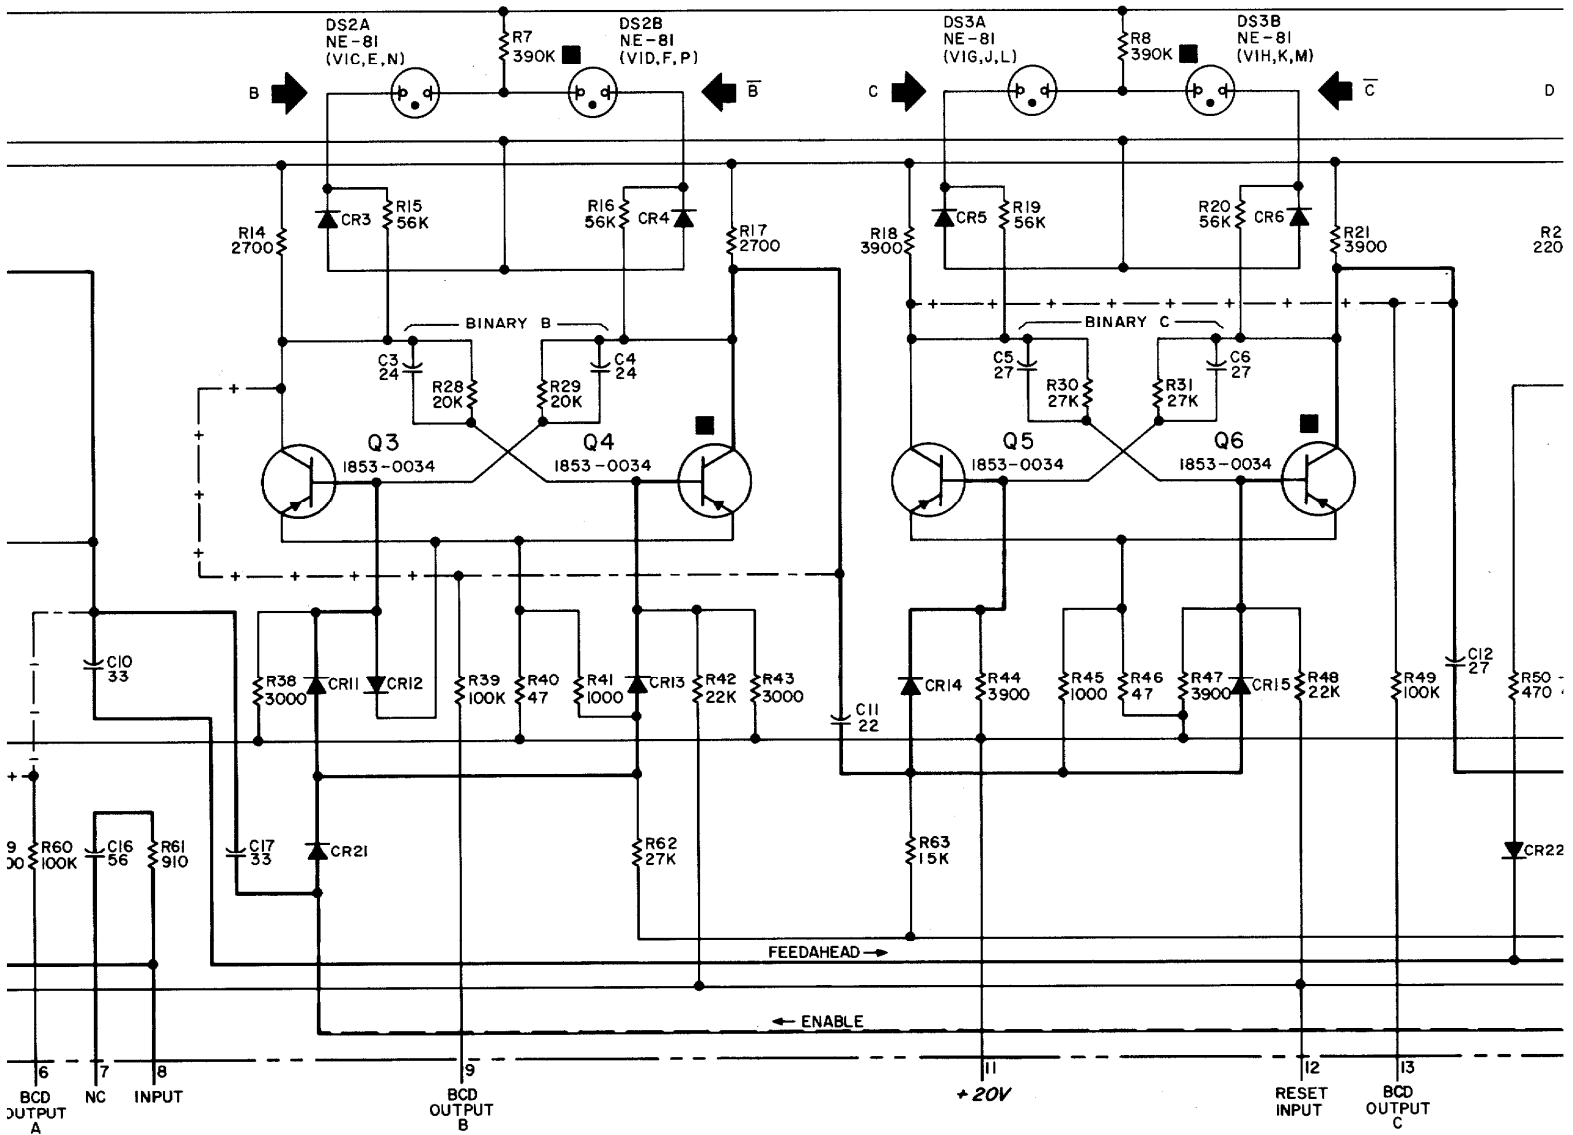 DS2A
NE-81
(VIC,E,N)
R7
390K
DS2B
NE-81
(VID,F,P)
DS3A
NE-81
(VIG,J,L)
R8
390K
DS3B
NE-81
(VIH,K,M)
B
B̅
C
C̅
D
R14
2700
CR3
R15
56K
R16
56K
CR4
R17
2700
R18
3900
CR5
R19
56K
R20
56K
CR6
R21
3900
R2
220
BINARY B
BINARY C
C3
24
R28
20K
R29
20K
C4
24
C5
27
R30
27K
R31
27K
C6
27
Q3
1853-0034
Q4
1853-0034
Q5
1853-0034
Q6
1853-0034
C10
33
R38
3000
CR11
CR12
R39
100K
R40
47
R41
1000
CR13
R42
22K
R43
3000
C11
22
CR14
R44
3900
R45
1000
R46
47
R47
3900
CR15
R48
22K
R49
100K
C12
27
R50
470
9
00
R60
100K
C16
56
R61
910
C17
33
CR21
R62
27K
R63
15K
CR22
FEEDAHEAD →
← ENABLE
6
BCD
OUTPUT
A
7
NC
8
INPUT
9
BCD
OUTPUT
B
11
+20V
12
RESET
INPUT
13
BCD
OUTPUT
C